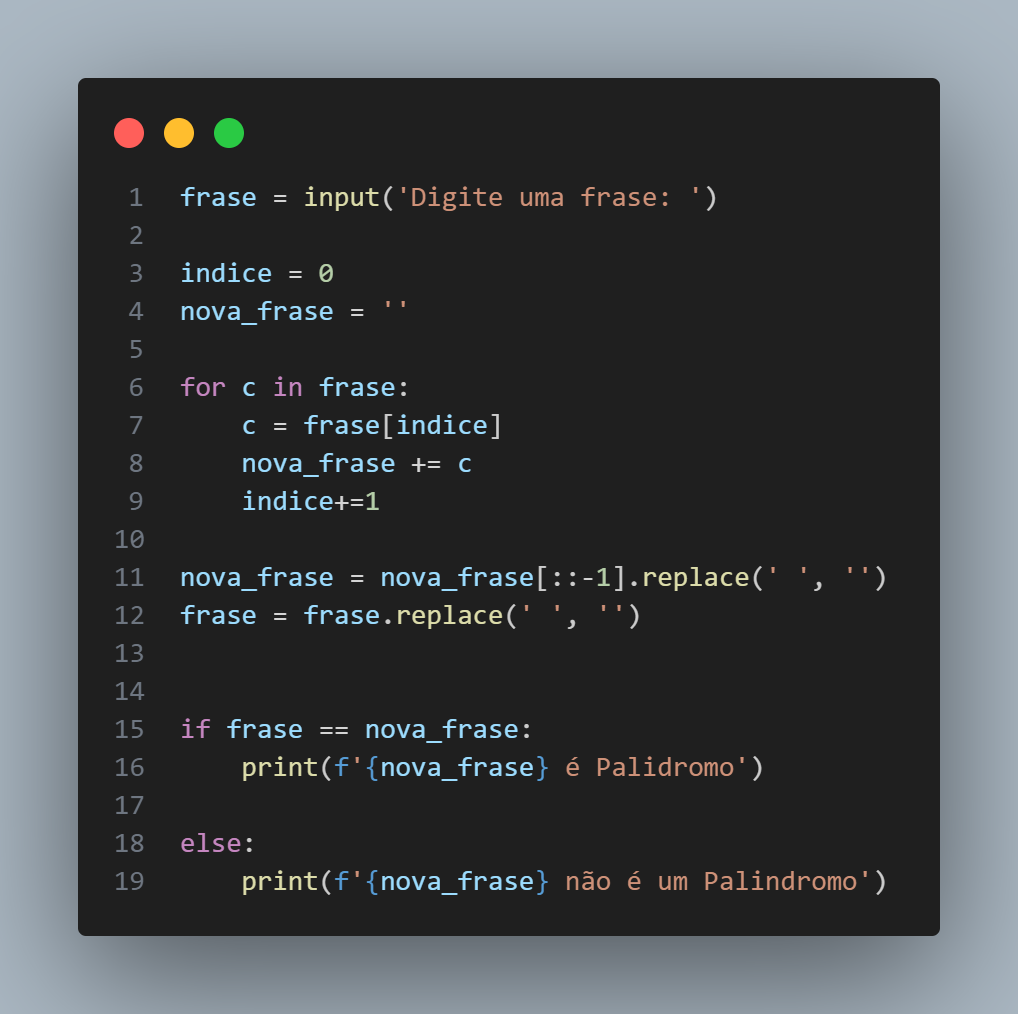 1 frase = input('Digite uma frase: ')
2
3 indice = 0
4 nova_frase = ''
5
6 for c in frase:
7     c = frase[indice]
8     nova_frase += c
9     indice+=1
10
11 nova_frase = nova_frase[::-1].replace(' ', '')
12 frase = frase.replace(' ', '')
13
14
15 if frase == nova_frase:
16     print(f'{nova_frase} é Palidromo')
17
18 else:
19     print(f'{nova_frase} não é um Palindromo')